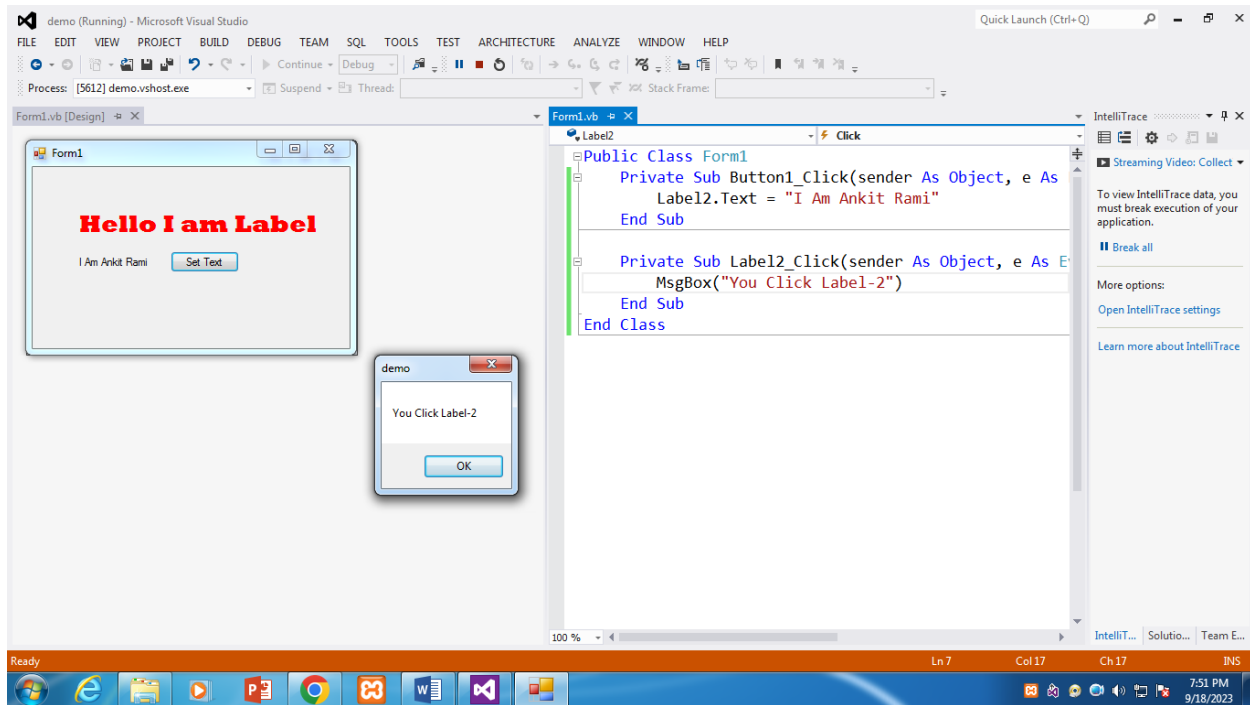 demo (Running) - Microsoft Visual Studio
Quick Launch (Ctrl+Q)
FILE EDIT VIEW PROJECT BUILD DEBUG TEAM SQL TOOLS TEST ARCHITECTURE ANALYZE WINDOW HELP
Continue Debug
Process: [5612] demo.vshost.exe Suspend Thread: Stack Frame:
Form1.vb [Design]
Form1
Hello I am Label
I Am Ankit Rami Set Text
demo
You Click Label-2
OK
Form1.vb
Label2 Click
Public Class Form1
Private Sub Button1_Click(sender As Object, e As
Label2.Text = "I Am Ankit Rami"
End Sub
Private Sub Label2_Click(sender As Object, e As E
MsgBox("You Click Label-2")
End Sub
End Class
100 %
IntelliTrace
Streaming Video: Collect
To view IntelliTrace data, you
must break execution of your
application.
Break all
More options:
Open IntelliTrace settings
Learn more about IntelliTrace
IntelliT... Solutio... Team E...
Ready Ln 7 Col 17 Ch 17 INS
7:51 PM
9/18/2023